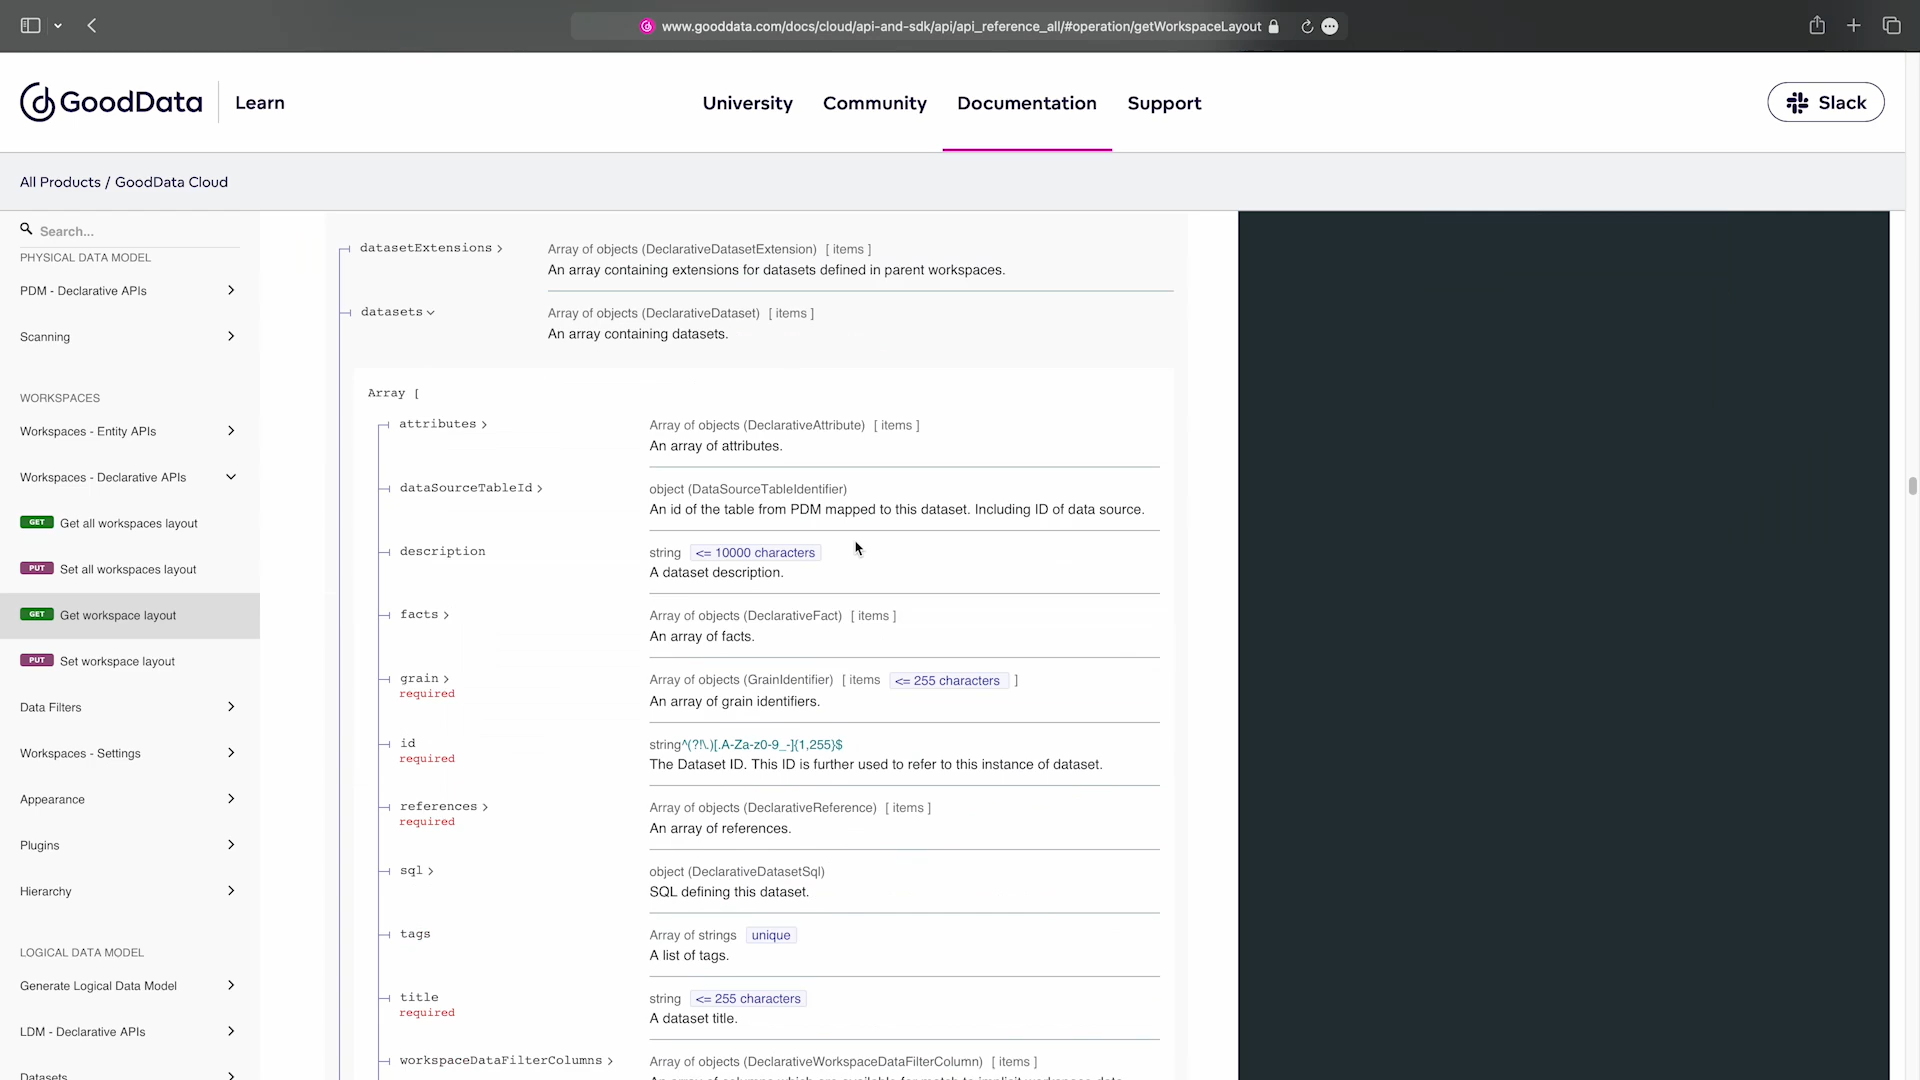 www.gooddata.com/docs/cloud/api-and-sdk/api/api_reference_all/#operation/getWorkspaceLayout
GoodData Learn
University Community Documentation Support
Slack
All Products / GoodData Cloud
Search...
PHYSICAL DATA MODEL
PDM - Declarative APIs
Scanning
WORKSPACES
Workspaces - Entity APIs
Workspaces - Declarative APIs
GET Get all workspaces layout
PUT Set all workspaces layout
GET Get workspace layout
PUT Set workspace layout
Data Filters
Workspaces - Settings
Appearance
Plugins
Hierarchy
LOGICAL DATA MODEL
Generate Logical Data Model
LDM - Declarative APIs
Datasets
datasetExtensions > Array of objects (DeclarativeDatasetExtension) [ items ]
An array containing extensions for datasets defined in parent workspaces.
datasets Array of objects (DeclarativeDataset) [ items ]
An array containing datasets.
Array [
attributes > Array of objects (DeclarativeAttribute) [ items ]
An array of attributes.
dataSourceTableId > object (DataSourceTableIdentifier)
An id of the table from PDM mapped to this dataset. Including ID of data source.
description string <= 10000 characters
A dataset description.
facts > Array of objects (DeclarativeFact) [ items ]
An array of facts.
grain > Array of objects (GrainIdentifier) [ items <= 255 characters ]
required An array of grain identifiers.
id string^(?!\.)[.A-Za-z0-9_-]{1,255}$
required The Dataset ID. This ID is further used to refer to this instance of dataset.
references > Array of objects (DeclarativeReference) [ items ]
required An array of references.
sql > object (DeclarativeDatasetSql)
SQL defining this dataset.
tags Array of strings unique
A list of tags.
title string <= 255 characters
required A dataset title.
workspaceDataFilterColumns > Array of objects (DeclarativeWorkspaceDataFilterColumn) [ items ]